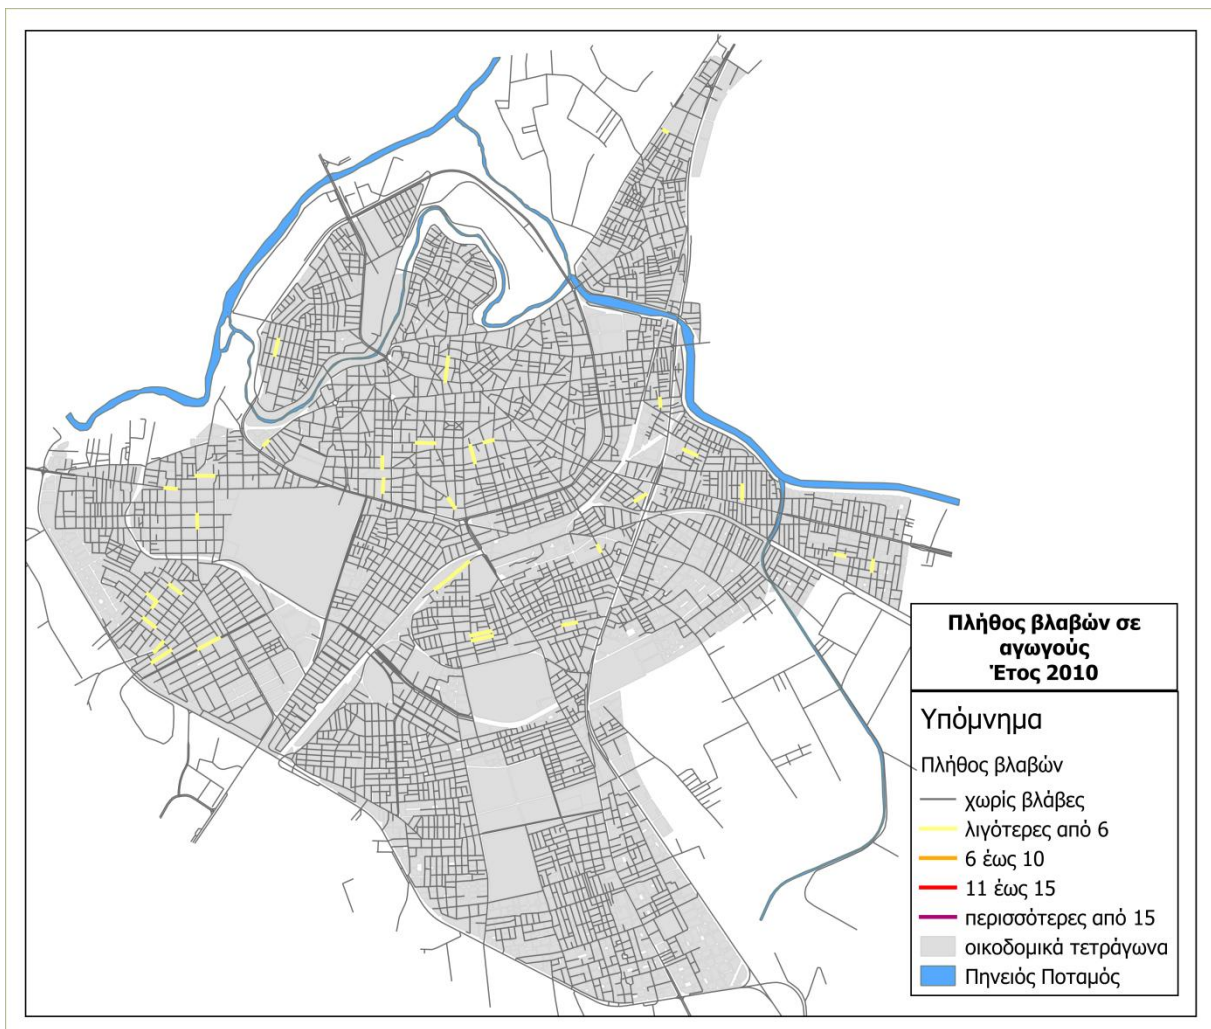 Πλήθος βλαβών σε
αγωγούς
Έτος 2010
Υπόμνημα
Πλήθος βλαβών
χωρίς βλάβες
λιγότερες από 6
6 έως 10
11 έως 15
περισσότερες από 15
οικοδομικά τετράγωνα
Πηνειός Ποταμός